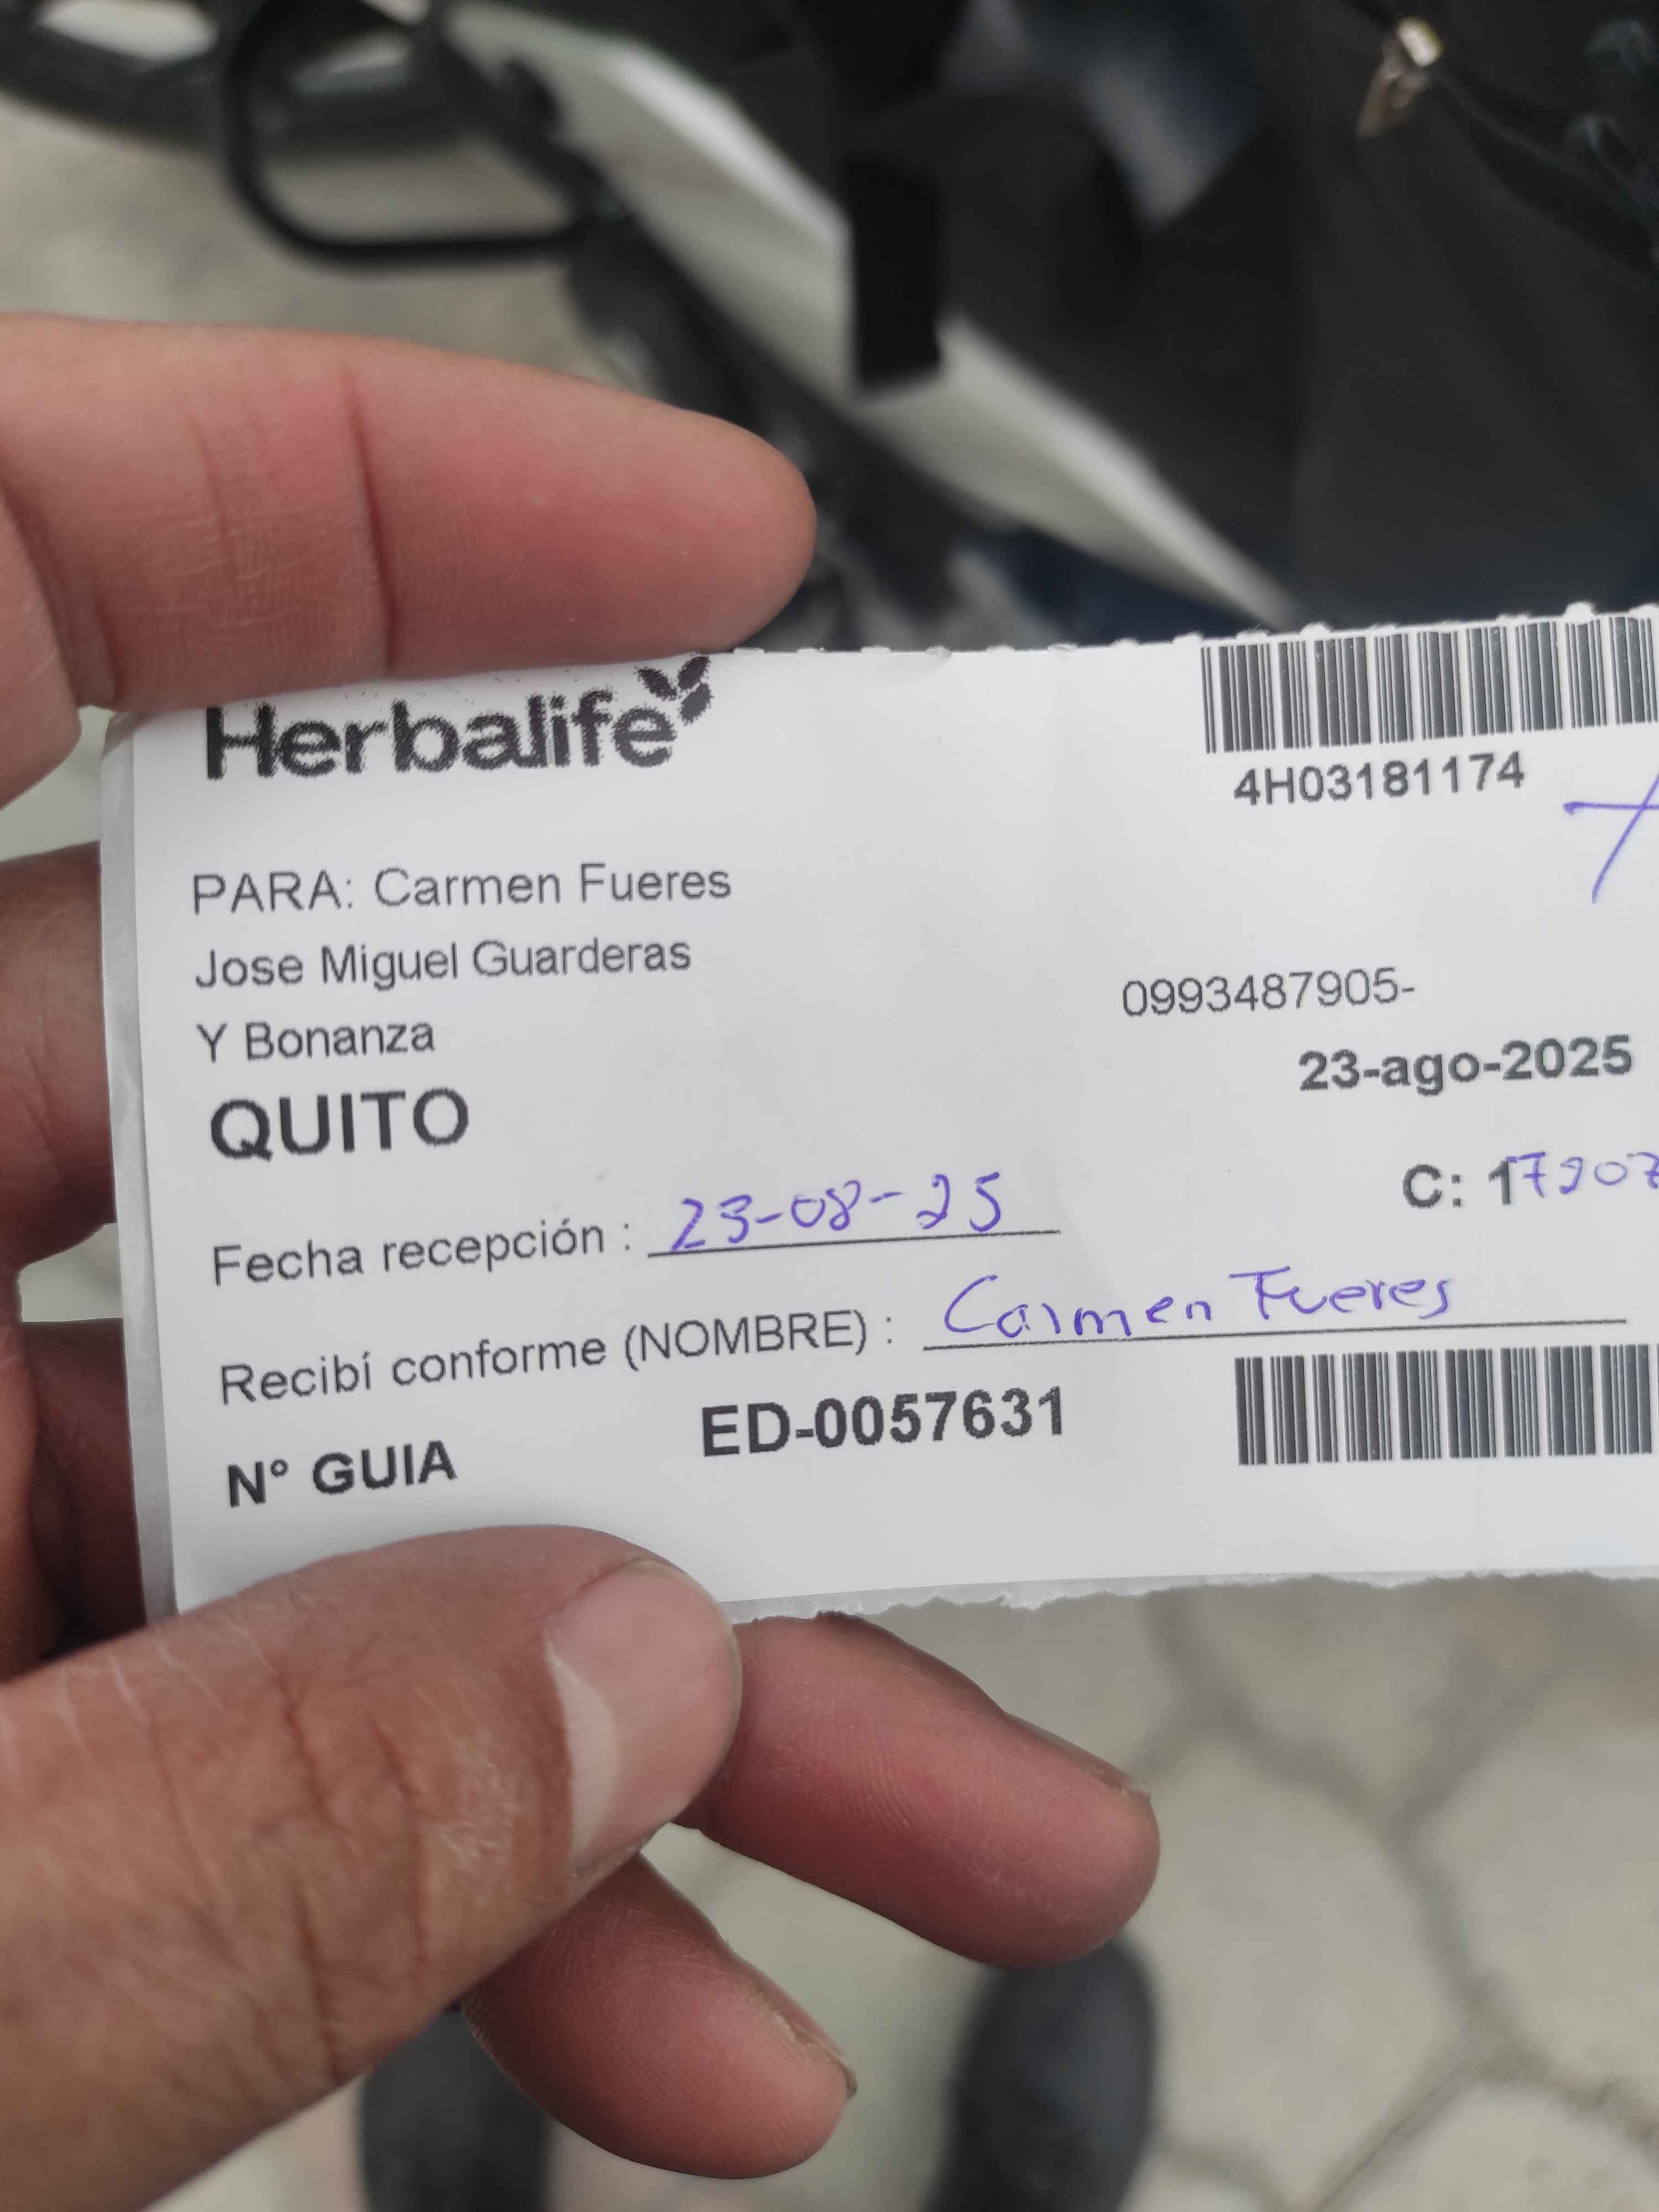 Herbalife
4H03181174
PARA: Carmen Fueres
Jose Miguel Guarderas
0993487905-
Y Bonanza
23-ago-2025
QUITO
C: 17207
Fecha recepción : 23-08-25
Recibí conforme (NOMBRE) : Carmen Fueres
N° GUIA ED-0057631